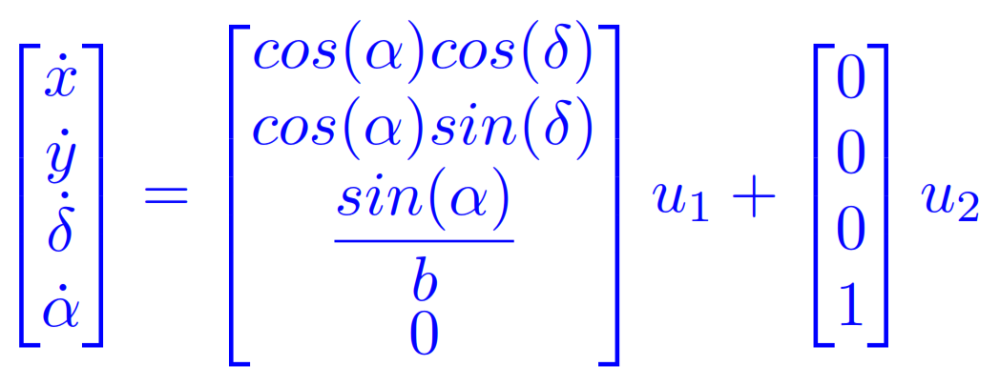 [ẋ ẏ δ̇ α̇] = [cos(α)cos(δ) cos(α)sin(δ) sin(α)/b 0] u₁ + [0 0 0 1] u₂